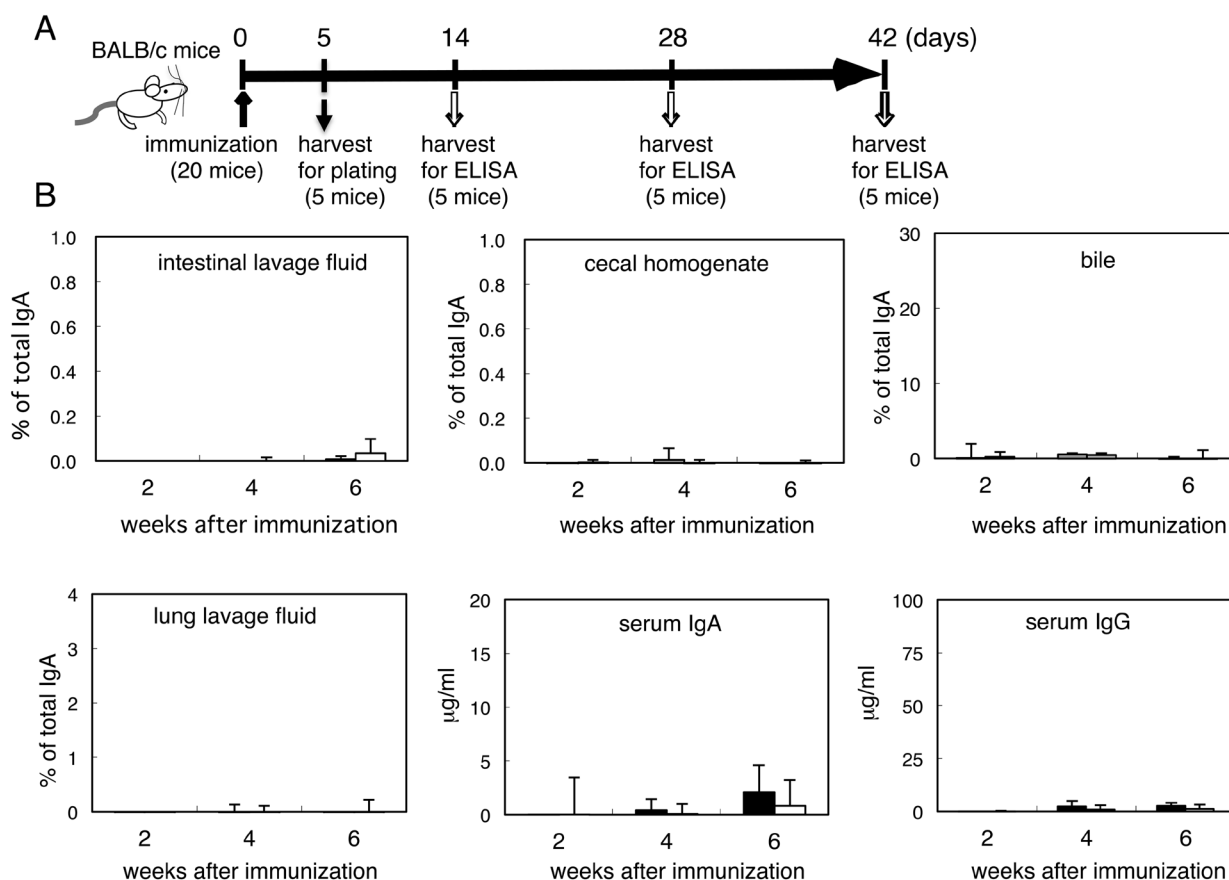 A
BALB/c mice
0 5 14 28 42 (days)
immunization
(20 mice)
harvest
for plating
(5 mice)
harvest
for ELISA
(5 mice)
harvest
for ELISA
(5 mice)
harvest
for ELISA
(5 mice)
B
intestinal lavage fluid
% of total IgA
1.0
0.8
0.6
0.4
0.2
0.0
2 4 6
weeks after immunization
cecal homogenate
% of total IgA
1.0
0.8
0.6
0.4
0.2
0.0
2 4 6
weeks after immunization
bile
% of total IgA
30
20
10
0
2 4 6
weeks after immunization
lung lavage fluid
% of total IgA
4
3
2
1
0
2 4 6
weeks after immunization
serum IgA
µg/ml
20
15
10
5
0
2 4 6
weeks after immunization
serum IgG
µg/ml
100
75
50
25
0
2 4 6
weeks after immunization